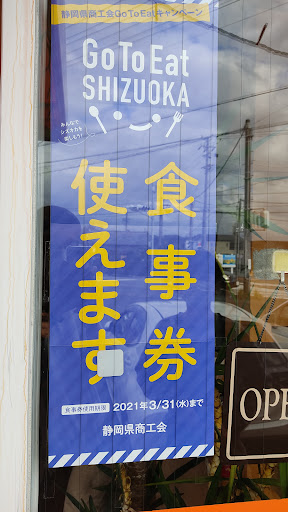 静岡県商工会GoToEatキャンペーン
Go To Eat
SHIZUOKA
みんなで
シズオカを
楽しもう!
食事券
使えます
食事券使用期限 2021年3/31(水)まで
静岡県商工会
OPE